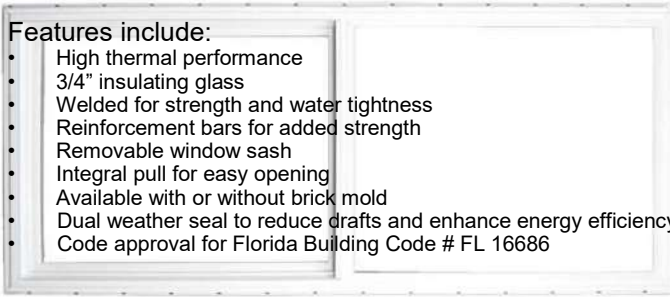 Features include:
• High thermal performance
• 3/4” insulating glass
• Welded for strength and water tightness
• Reinforcement bars for added strength
• Removable window sash
• Integral pull for easy opening
• Available with or without brick mold
• Dual weather seal to reduce drafts and enhance energy efficiency
• Code approval for Florida Building Code # FL 16686